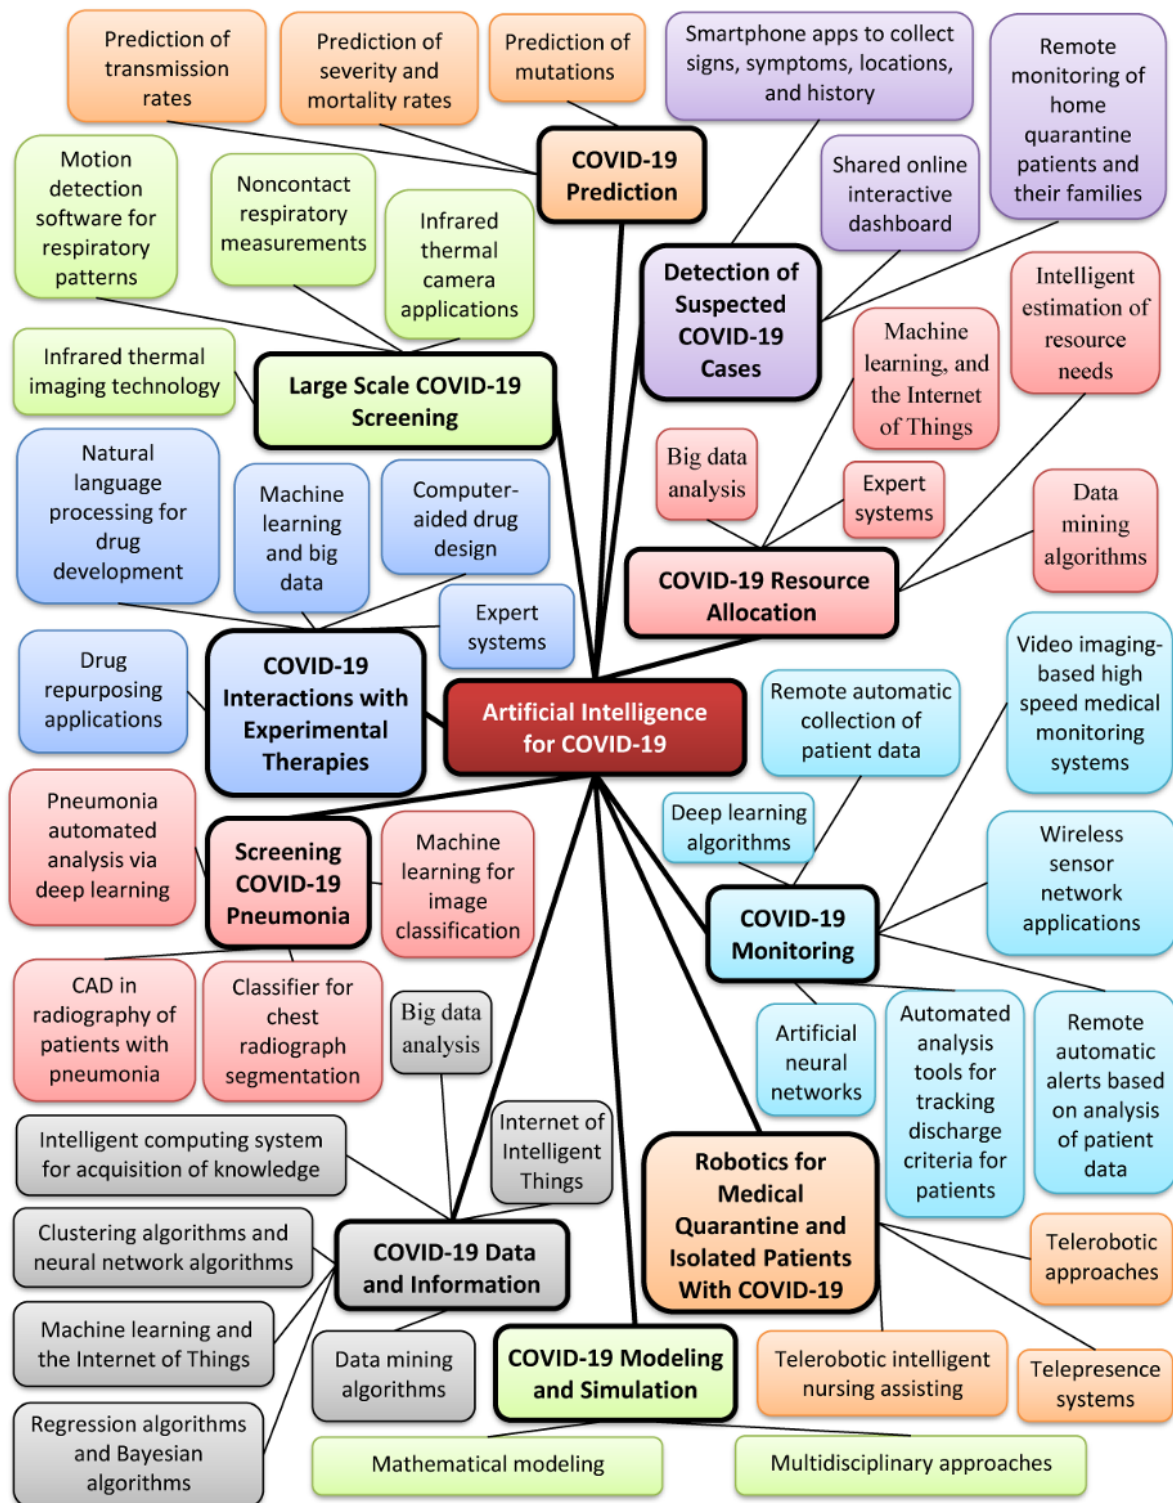 Prediction of
transmission
rates
Prediction of
severity and
mortality rates
Prediction of
mutations
Smartphone apps to collect
signs, symptoms, locations,
and history
Remote
monitoring of
home
quarantine
patients and
their families
COVID-19
Prediction
Motion
detection
software for
respiratory
patterns
Noncontact
respiratory
measurements
Infrared
thermal
camera
applications
Shared online
interactive
dashboard
Detection of
Suspected
COVID-19
Cases
Intelligent
estimation of
resource
needs
Machine
learning, and
the Internet
of Things
Infrared thermal
imaging technology
Large Scale COVID-19
Screening
Big data
analysis
Expert
systems
Data
mining
algorithms
Natural
language
processing for
drug
development
Machine
learning
and big
data
Computer-
aided drug
design
Expert
systems
COVID-19 Resource
Allocation
COVID-19
Interactions with
Experimental
Therapies
Drug
repurposing
applications
Artificial Intelligence
for COVID-19
Remote automatic
collection of
patient data
Video imaging-
based high
speed medical
monitoring
systems
Pneumonia
automated
analysis via
deep learning
Screening
COVID-19
Pneumonia
Machine
learning for
image
classification
Deep learning
algorithms
Wireless
sensor
network
applications
COVID-19
Monitoring
CAD in
radiography of
patients with
pneumonia
Classifier for
chest
radiograph
segmentation
Big data
analysis
Artificial
neural
networks
Automated
analysis
tools for
tracking
discharge
criteria for
patients
Remote
automatic
alerts based
on analysis
of patient
data
Intelligent computing system
for acquisition of knowledge
Internet of
Intelligent
Things
Robotics for
Medical
Quarantine and
Isolated Patients
With COVID-19
Clustering algorithms and
neural network algorithms
COVID-19 Data
and Information
Telerobotic
approaches
Machine learning and
the Internet of Things
Data mining
algorithms
COVID-19 Modeling
and Simulation
Telerobotic intelligent
nursing assisting
Telepresence
systems
Regression algorithms
and Bayesian
algorithms
Mathematical modeling
Multidisciplinary approaches